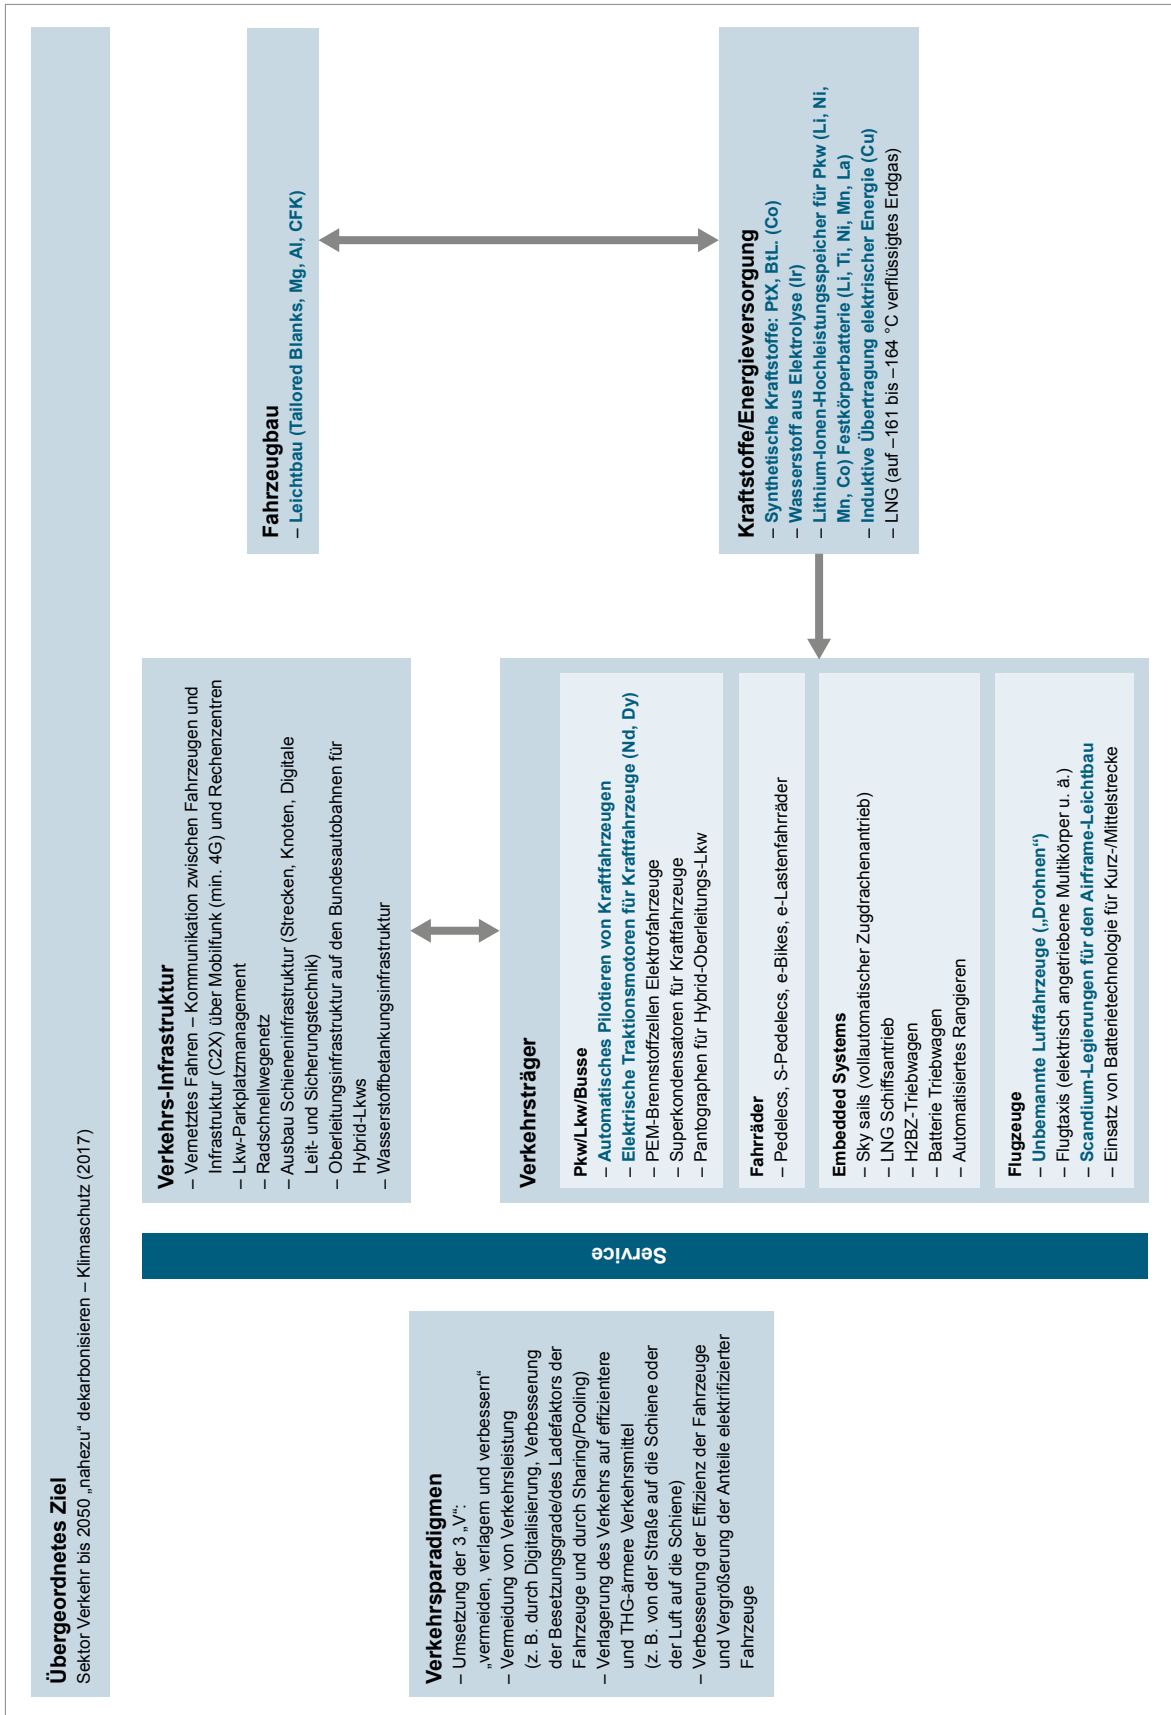 Übergeordnetes Ziel
Sektor Verkehr bis 2050 „nahezu“ dekarbonisieren – Klimaschutz (2017)
Verkehrsparadigmen
– Umsetzung der 3 „V“:
„vermeiden, verlagern und verbessern“
– Vermeidung von Verkehrsleistung
(z. B. durch Digitalisierung, Verbesserung
der Besetzungsgrade/des Ladefaktors der
Fahrzeuge und durch Sharing/Pooling)
– Verlagerung des Verkehrs auf effizientere
und THG-ärmere Verkehrsmittel
(z. B. von der Straße auf die Schiene oder
der Luft auf die Schiene)
– Verbesserung der Effizienz der Fahrzeuge
und Vergrößerung der Anteile elektrifizierter
Fahrzeuge
Service
Verkehrs-Infrastruktur
– Vernetztes Fahren – Kommunikation zwischen Fahrzeugen und
Infrastruktur (C2X) über Mobilfunk (min. 4G) und Rechenzentren
– Lkw-Parkplatzmanagement
– Radschnellwegenetz
– Ausbau Schieneninfrastruktur (Strecken, Knoten, Digitale
Leit- und Sicherungstechnik)
– Oberleitungsinfrastruktur auf den Bundesautobahnen für
Hybrid-Lkws
– Wasserstoffbetankungsinfrastruktur
Verkehrsträger
Pkw/Lkw/Busse
– Automatisches Pilotieren von Kraftfahrzeugen
– Elektrische Traktionsmotoren für Kraftfahrzeuge (Nd, Dy)
– PEM-Brennstoffzellen Elektrofahrzeuge
– Superkondensatoren für Kraftfahrzeuge
– Pantographen für Hybrid-Oberleitungs-Lkw
Fahrräder
– Pedelecs, S-Pedelecs, e-Bikes, e-Lastenfahrräder
Embedded Systems
– Sky sails (vollautomatischer Zugdrachenantrieb)
– LNG Schiffsantrieb
– H2BZ-Triebwagen
– Batterie Triebwagen
– Automatisiertes Rangieren
Flugzeuge
– Unbemannte Luftfahrzeuge („Drohnen“)
– Flugtaxis (elektrisch angetriebene Multikörper u. ä.)
– Scandium-Legierungen für den Airframe-Leichtbau
– Einsatz von Batterietechnologie für Kurz-/Mittelstrecke
Fahrzeugbau
– Leichtbau (Tailored Blanks, Mg, Al, CFK)
Kraftstoffe/Energieversorgung
– Synthetische Kraftstoffe: PtX, BtL. (Co)
– Wasserstoff aus Elektrolyse (Ir)
– Lithium-Ionen-Hochleistungsspeicher für Pkw (Li, Ni,
Mn, Co) Festkörperbatterie (Li, Ti, Ni, Mn, La)
– Induktive Übertragung elektrischer Energie (Cu)
– LNG (auf –161 bis –164 °C verflüssigtes Erdgas)